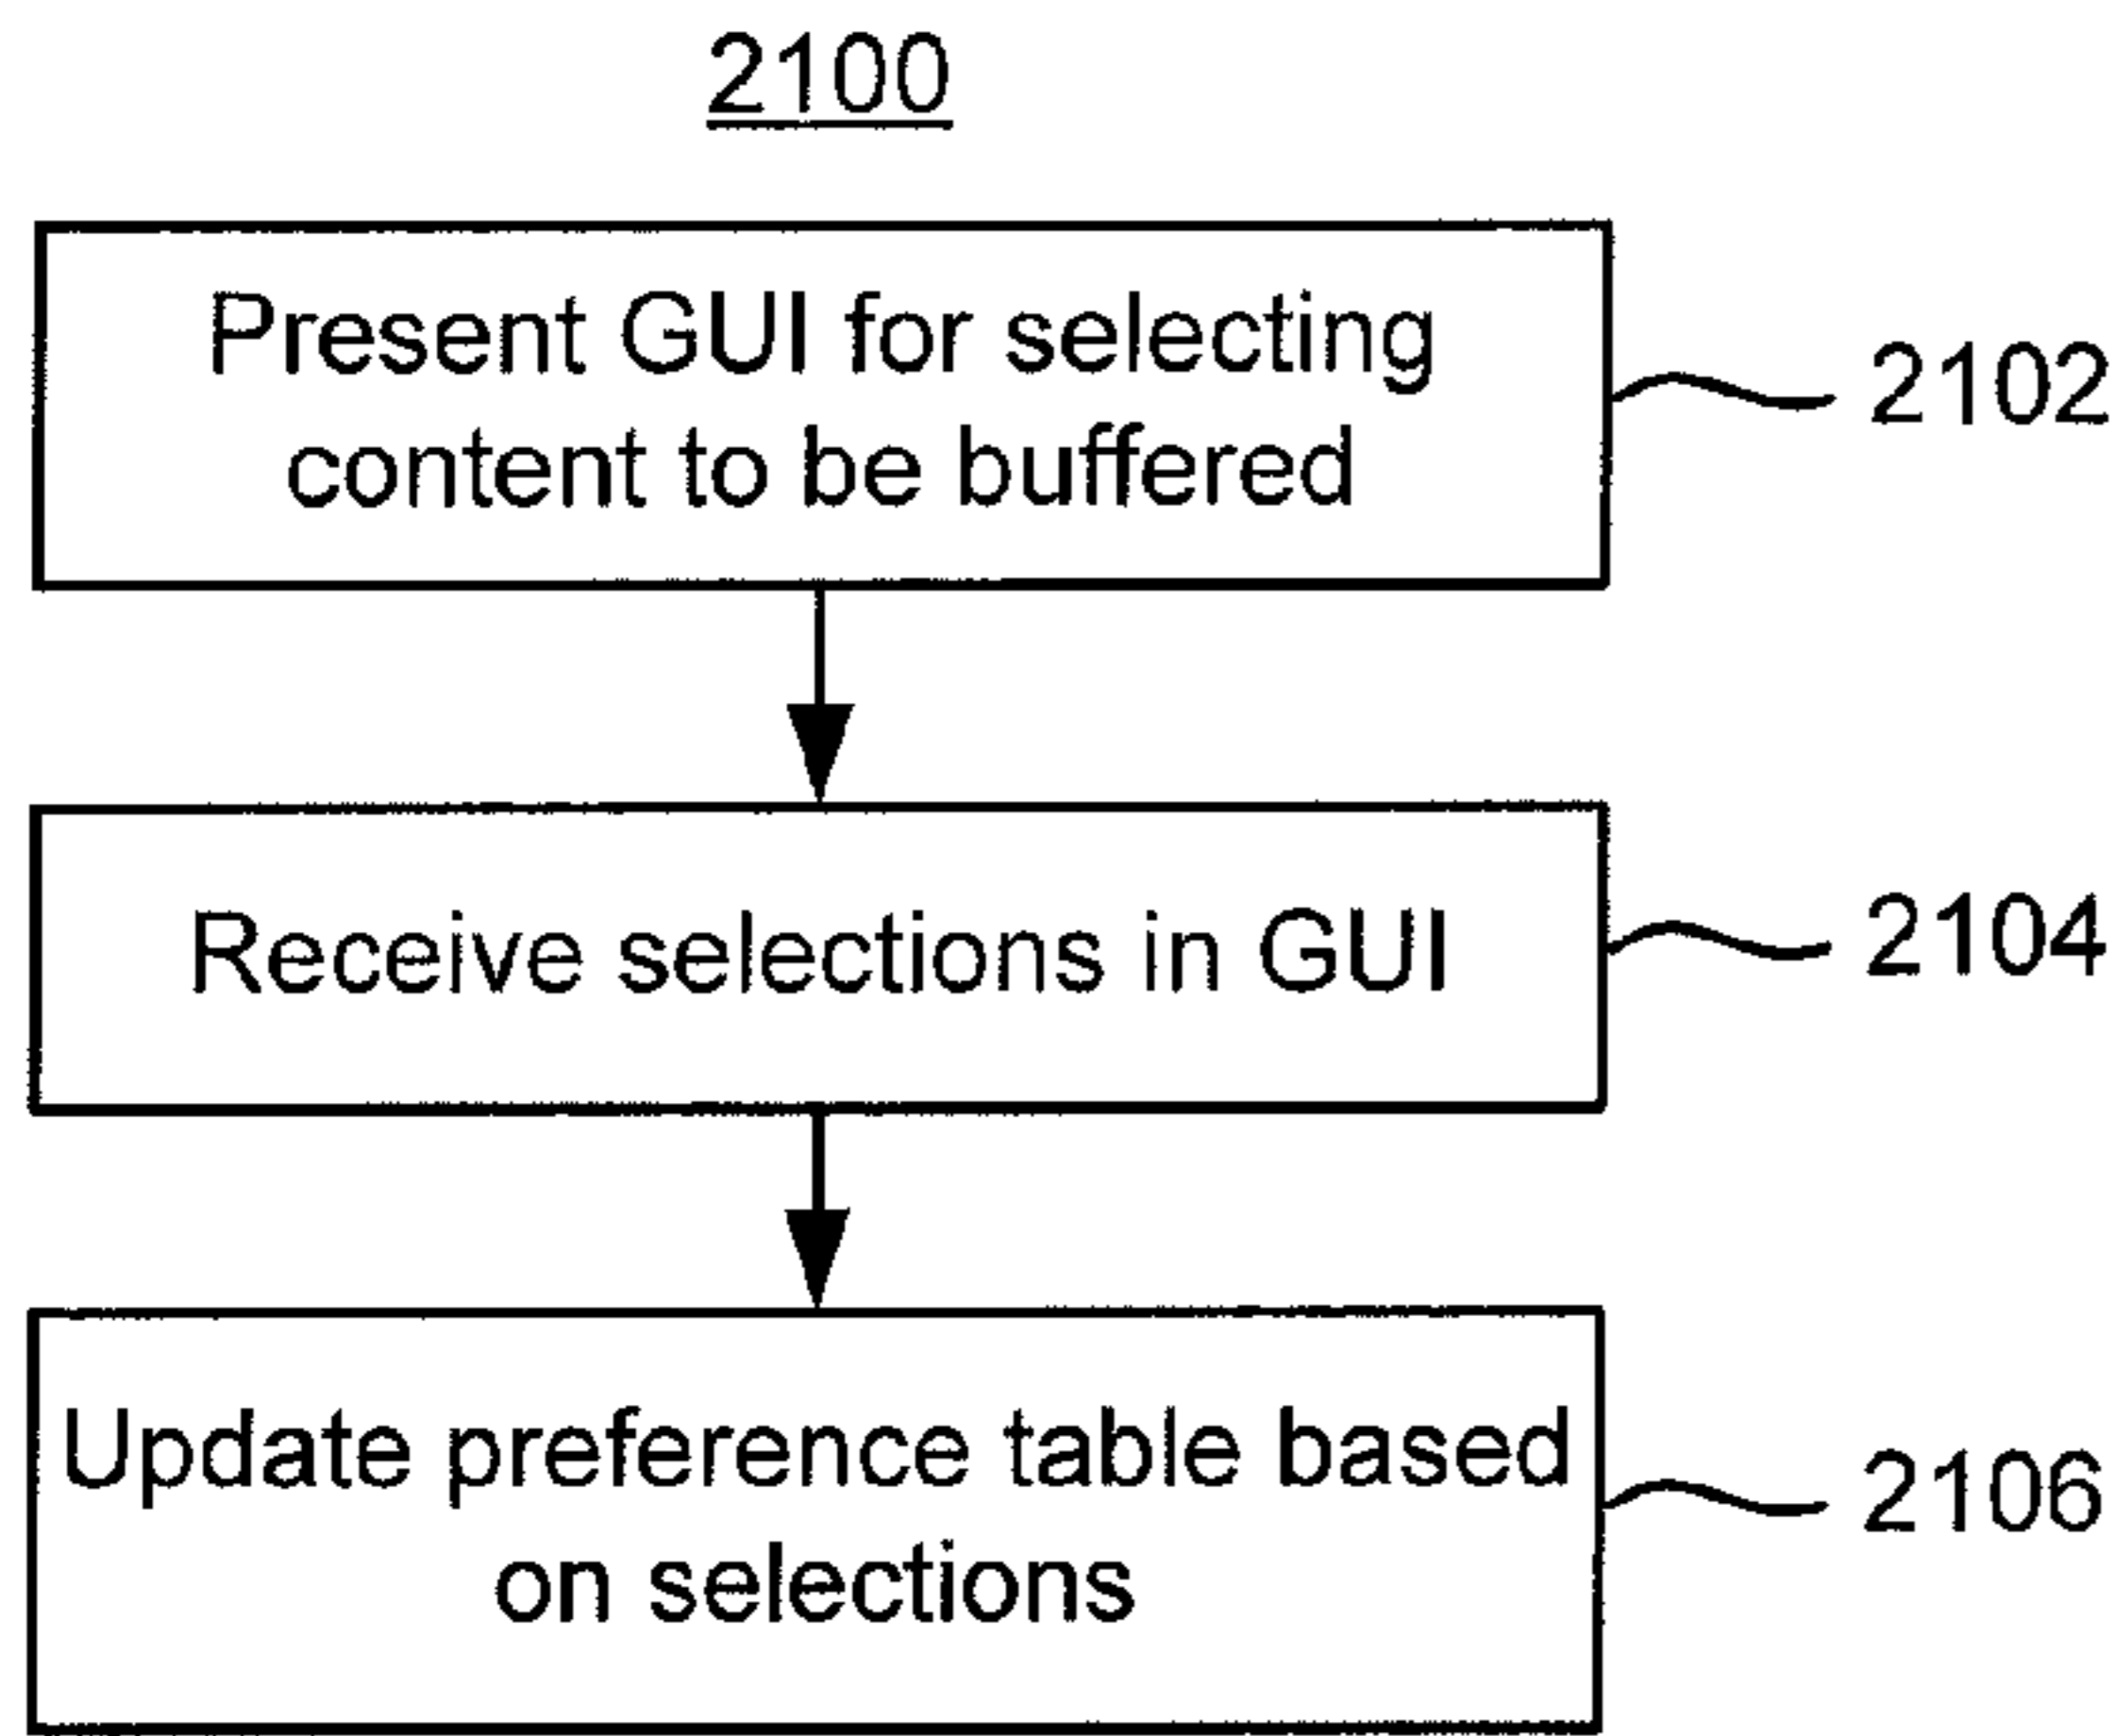 2100
Present GUI for selecting
content to be buffered
2102
Receive selections in GUI
2104
Update preference table based
on selections
2106